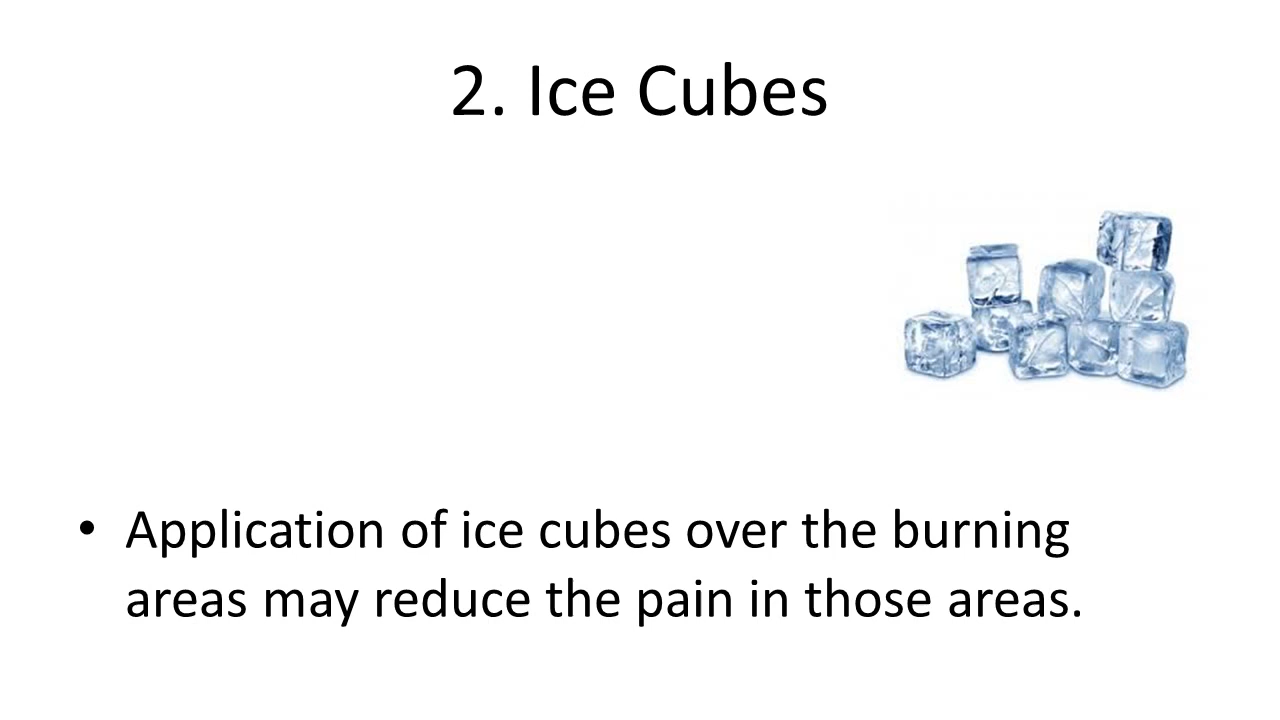 2. Ice Cubes
• Application of ice cubes over the burning
areas may reduce the pain in those areas.